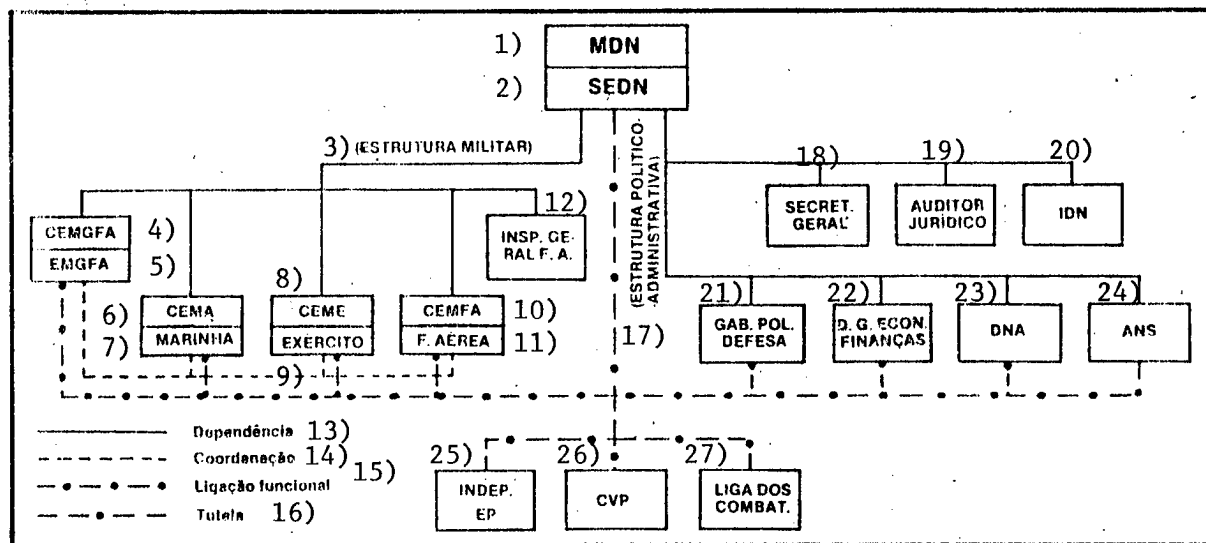 1) MDN
2) SEDN
3) (ESTRUTURA MILITAR)
(ESTRUTURA POLITICO-
-ADMINISTRATIVA)
18) 19) 20)
SECRET.
GERAL
AUDITOR
JURÍDICO
IDN
12)
INSP. GE-
RAL F. A.
CEMGFA 4)
EMGFA 5)
8)
6) CEMA
7) MARINHA
CEME
EXERCITO
CEMFA 10)
F. AÉREA 11)
9)
17)
21) 22) 23) 24)
GAB. POL.
DEFESA
D. G. ECON.
FINANÇAS
DNA
ANS
Dependência 13)
Coordenação 14)
Ligação funcional 15)
Tutela 16)
25) 26) 27)
INDEP.
EP
CVP
LIGA DOS
COMBAT.